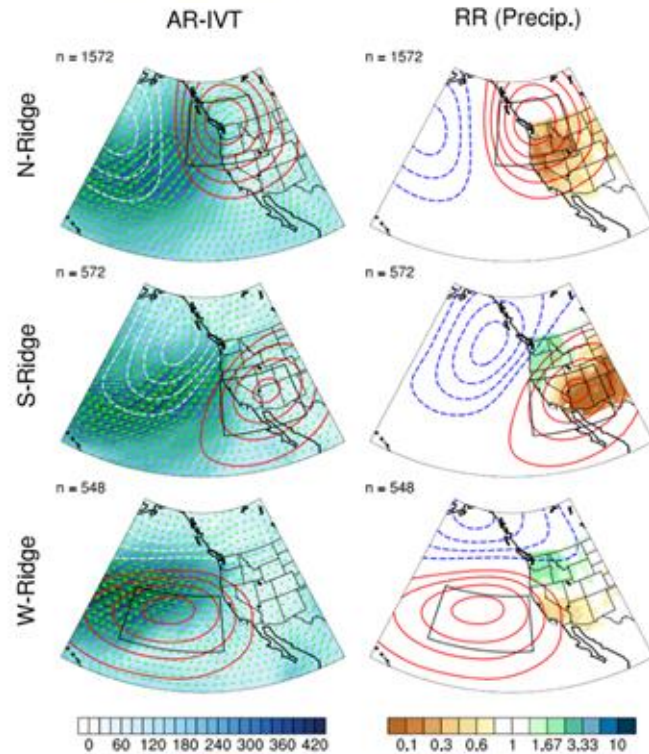 AR-IVT RR (Precip.)
n = 1572 n = 1572
N-Ridge
n = 572 n = 572
S-Ridge
n = 548 n = 548
W-Ridge
0 60 120 180 240 300 360 420 0,1 0,3 0,6 1 1,67 3,33 10